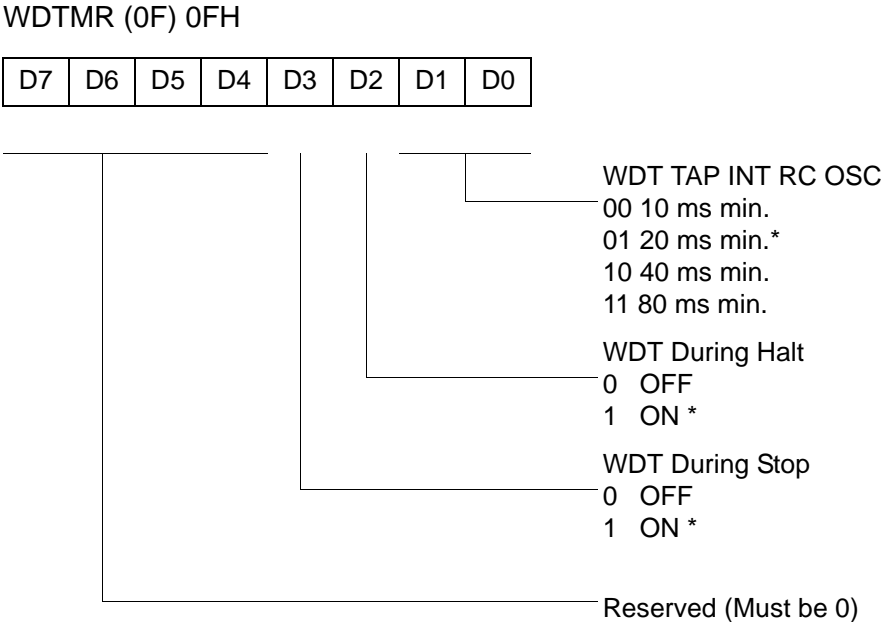 WDTMR (0F) 0FH
D7 D6 D5 D4 D3 D2 D1 D0
WDT TAP INT RC OSC
00 10 ms min.
01 20 ms min.*
10 40 ms min.
11 80 ms min.
WDT During Halt
0 OFF
1 ON *
WDT During Stop
0 OFF
1 ON *
Reserved (Must be 0)